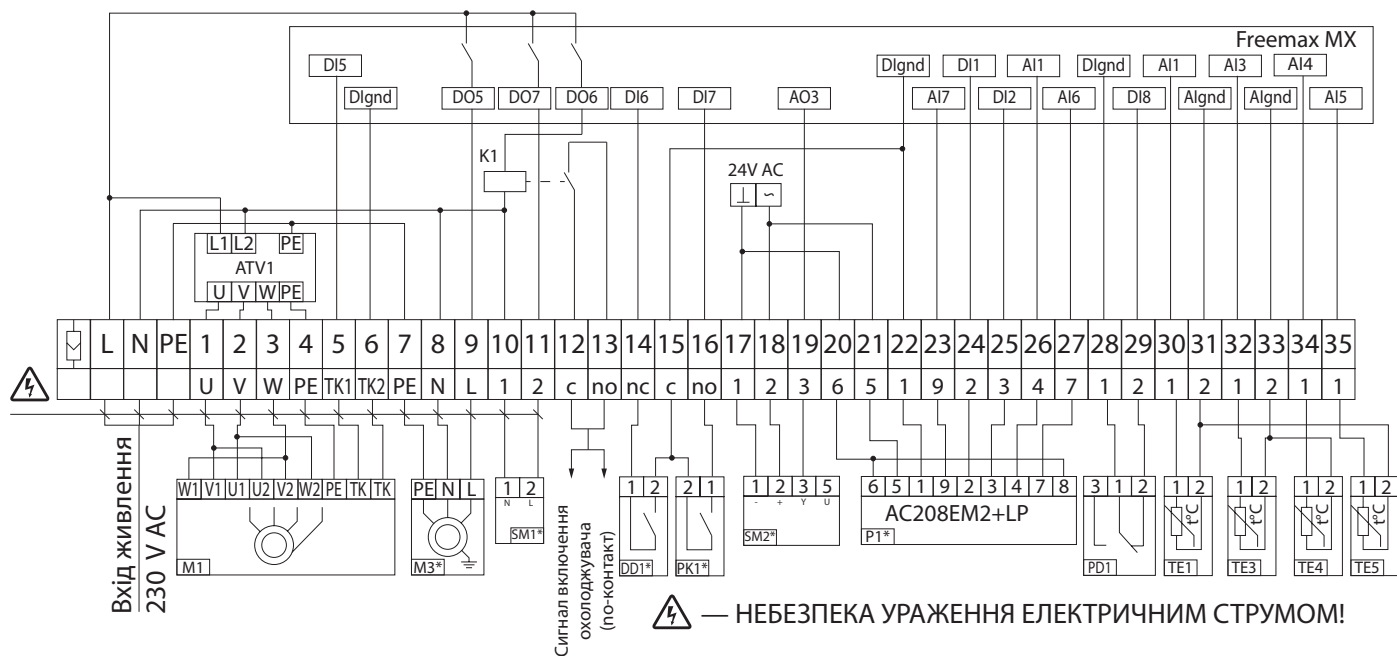 Freemax MX
DI5 DIgnd DI1 AI1 DIgnd AI1 AI3 AI4
DIgnd DO5 DO7 DO6 DI6 DI7 AO3 AI7 DI2 AI6 DI8 AIgnd AIgnd AI5
K1
24V AC
⊥ ~
L1 L2 PE
ATV1
U V W PE
L N PE 1 2 3 4 5 6 7 8 9 10 11 12 13 14 15 16 17 18 19 20 21 22 23 24 25 26 27 28 29 30 31 32 33 34 35
U V W PE TK1 TK2 PE N L 1 2 c no nc c no 1 2 3 6 5 1 9 2 3 4 7 1 2 1 2 1 2 1 1
Вхід живлення
230 V AC
W1 V1 U1 U2 V2 W2 PE TK TK
M1
PE N L
M3*
1 2
N L
SM1*
Сигнал включення
охолоджувача
(no-контакт)
1 2
DD1*
2 1
PK1*
1 2 3 5
- + Y U
SM2*
6 5 1 9 2 3 4 7 8
AC208EM2+LP
P1*
3 1 2
PD1
1 2
t°C
TE1
1 2
t°C
TE3
1 2
t°C
TE4
1 2
t°C
TE5
— НЕБЕЗПЕКА УРАЖЕННЯ ЕЛЕКТРИЧНИМ СТРУМОМ!